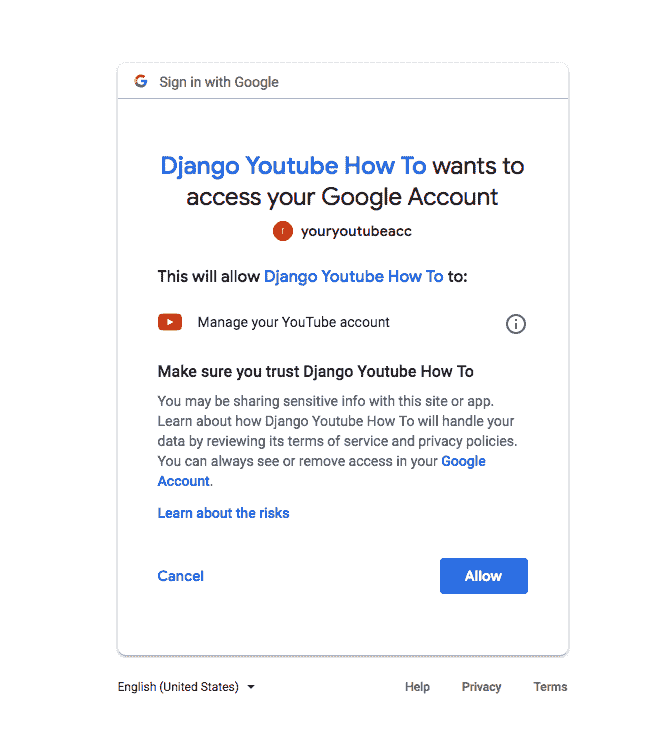 Sign in with Google
Django Youtube How To wants to
access your Google Account
r youryoutubeacc
This will allow Django Youtube How To to:
Manage your YouTube account
Make sure you trust Django Youtube How To
You may be sharing sensitive info with this site or app.
Learn about how Django Youtube How To will handle your
data by reviewing its terms of service and privacy policies.
You can always see or remove access in your Google
Account.
Learn about the risks
Cancel Allow
English (United States) Help Privacy Terms